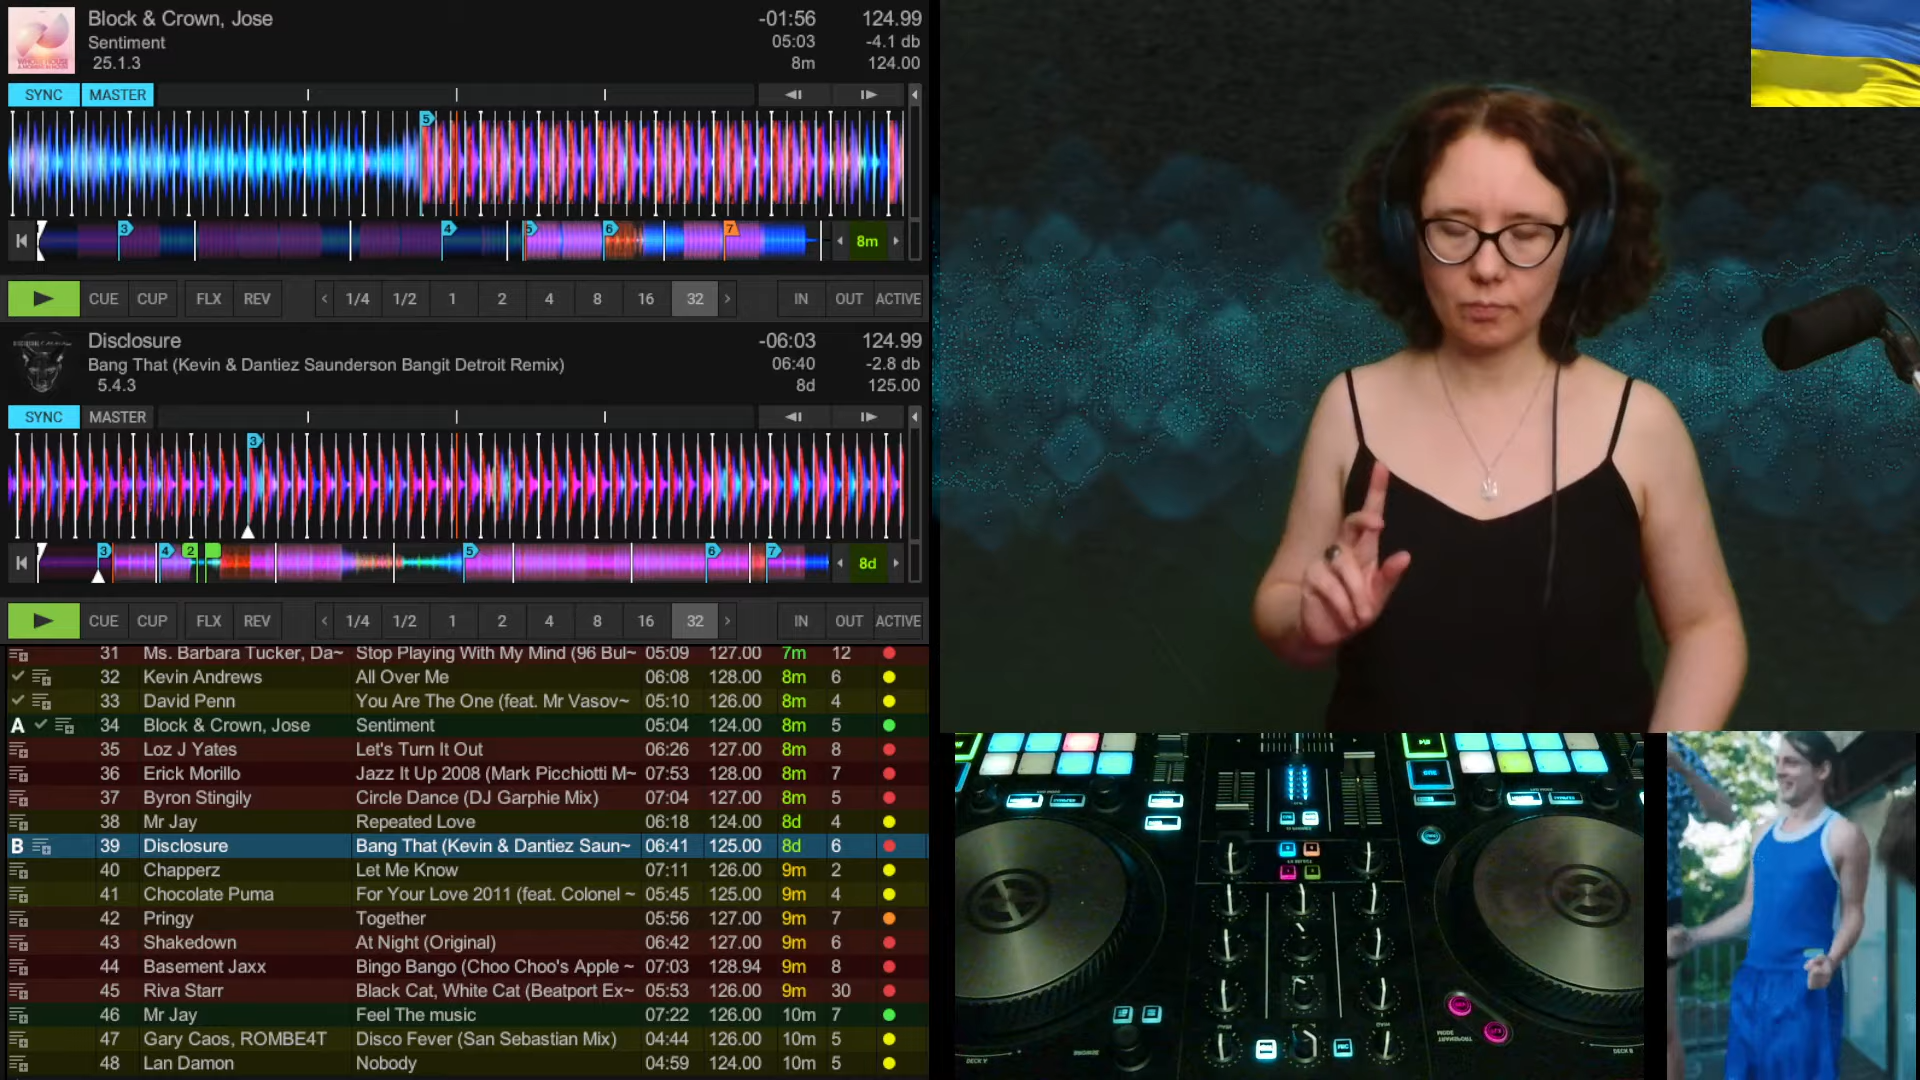 Block & Crown, Jose -01:56 124.99
Sentiment 05:03 -4.1 db
25.1.3 8m 124.00
SYNC MASTER
5
3 4 5 6 7 8m
CUE CUP FLX REV 1/4 1/2 1 2 4 8 16 32 IN OUT ACTIVE
Disclosure -06:03 124.99
Bang That (Kevin & Dantiez Saunderson Bangit Detroit Remix) 06:40 -2.8 db
5.4.3 8d 125.00
SYNC MASTER
3
3 4 2 5 6 7 8d
CUE CUP FLX REV 1/4 1/2 1 2 4 8 16 32 IN OUT ACTIVE
31 Ms. Barbara Tucker, Da~ Stop Playing With My Mind (96 Bul~ 05:09 127.00 7m 12
32 Kevin Andrews All Over Me 06:08 128.00 8m 6
33 David Penn You Are The One (feat. Mr Vasov~ 05:10 126.00 8m 4
A 34 Block & Crown, Jose Sentiment 05:04 124.00 8m 5
35 Loz J Yates Let's Turn It Out 06:26 127.00 8m 8
36 Erick Morillo Jazz It Up 2008 (Mark Picchiotti M~ 07:53 128.00 8m 7
37 Byron Stingily Circle Dance (DJ Garphie Mix) 07:04 127.00 8m 5
38 Mr Jay Repeated Love 06:18 124.00 8d 4
B 39 Disclosure Bang That (Kevin & Dantiez Saun~ 06:41 125.00 8d 6
40 Chapperz Let Me Know 07:11 126.00 9m 2
41 Chocolate Puma For Your Love 2011 (feat. Colonel ~ 05:45 125.00 9m 4
42 Pringy Together 05:56 127.00 9m 7
43 Shakedown At Night (Original) 06:42 127.00 9m 6
44 Basement Jaxx Bingo Bango (Choo Choo's Apple ~ 07:03 128.94 9m 8
45 Riva Starr Black Cat, White Cat (Beatport Ex~ 05:53 126.00 9m 30
46 Mr Jay Feel The music 07:22 126.00 10m 7
47 Gary Caos, ROMBE4T Disco Fever (San Sebastian Mix) 04:44 126.00 10m 5
48 Lan Damon Nobody 04:59 124.00 10m 5
DECK A
DECK B